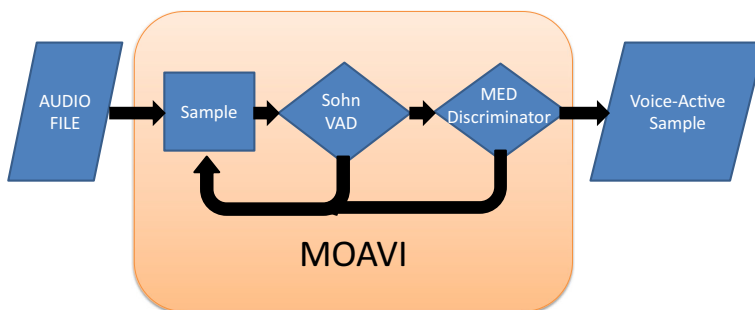 AUDIO
FILE
Sample
Sohn
VAD
MED
Discriminator
Voice-Active
Sample
MOAVI